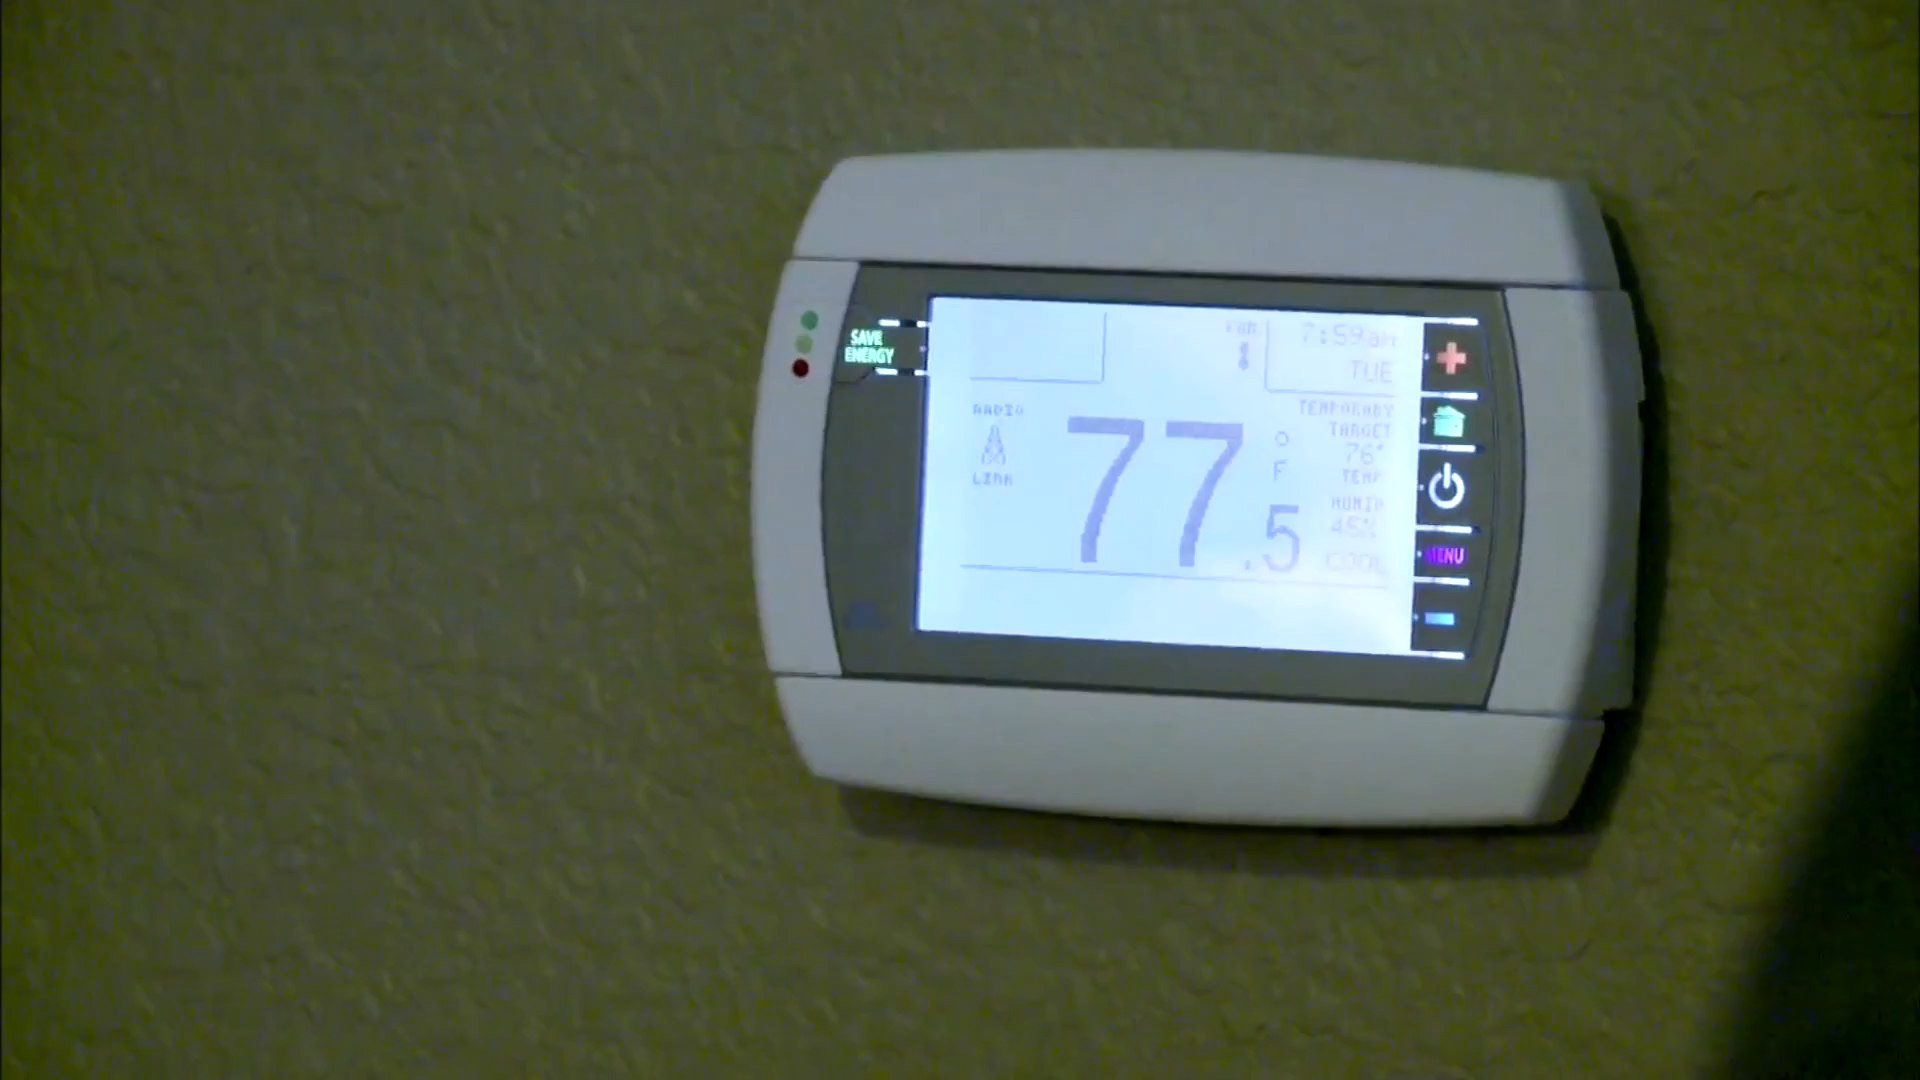 SAVE
ENERGY
FAN
7:59am
TUE
RADIO
LINK
77.5
°
F
TEMPORARY
TARGET
76°
TEMP
HUMID
45%
COOL
MENU